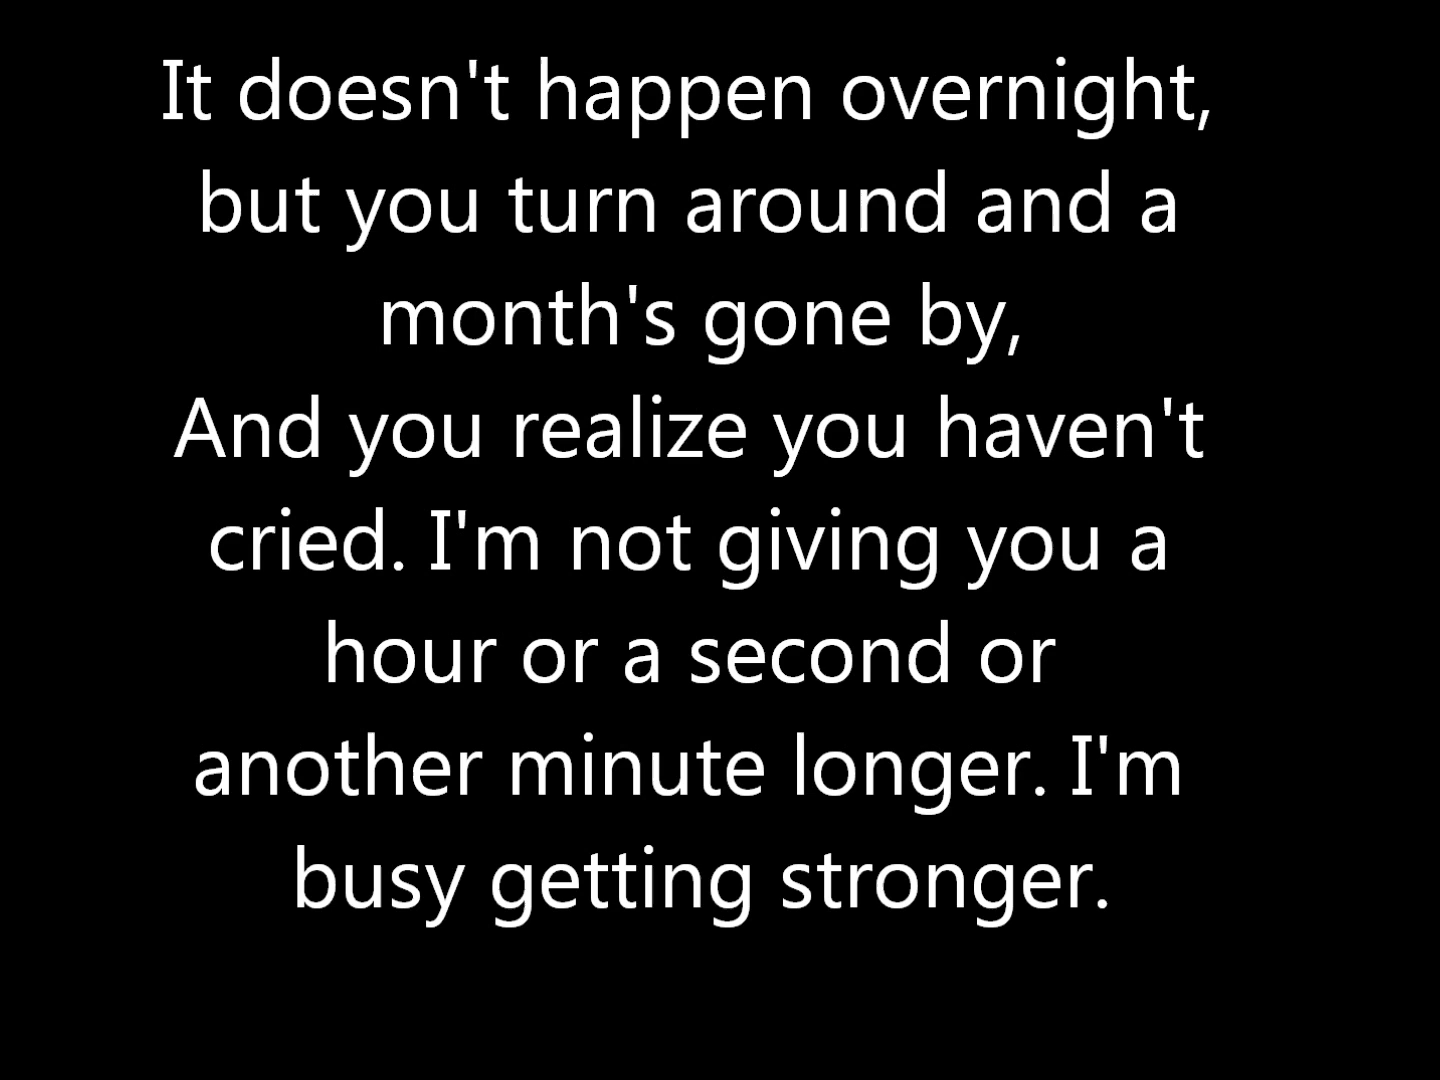 It doesn't happen overnight,
but you turn around and a
month's gone by,
And you realize you haven't
cried. I'm not giving you a
hour or a second or
another minute longer. I'm
busy getting stronger.